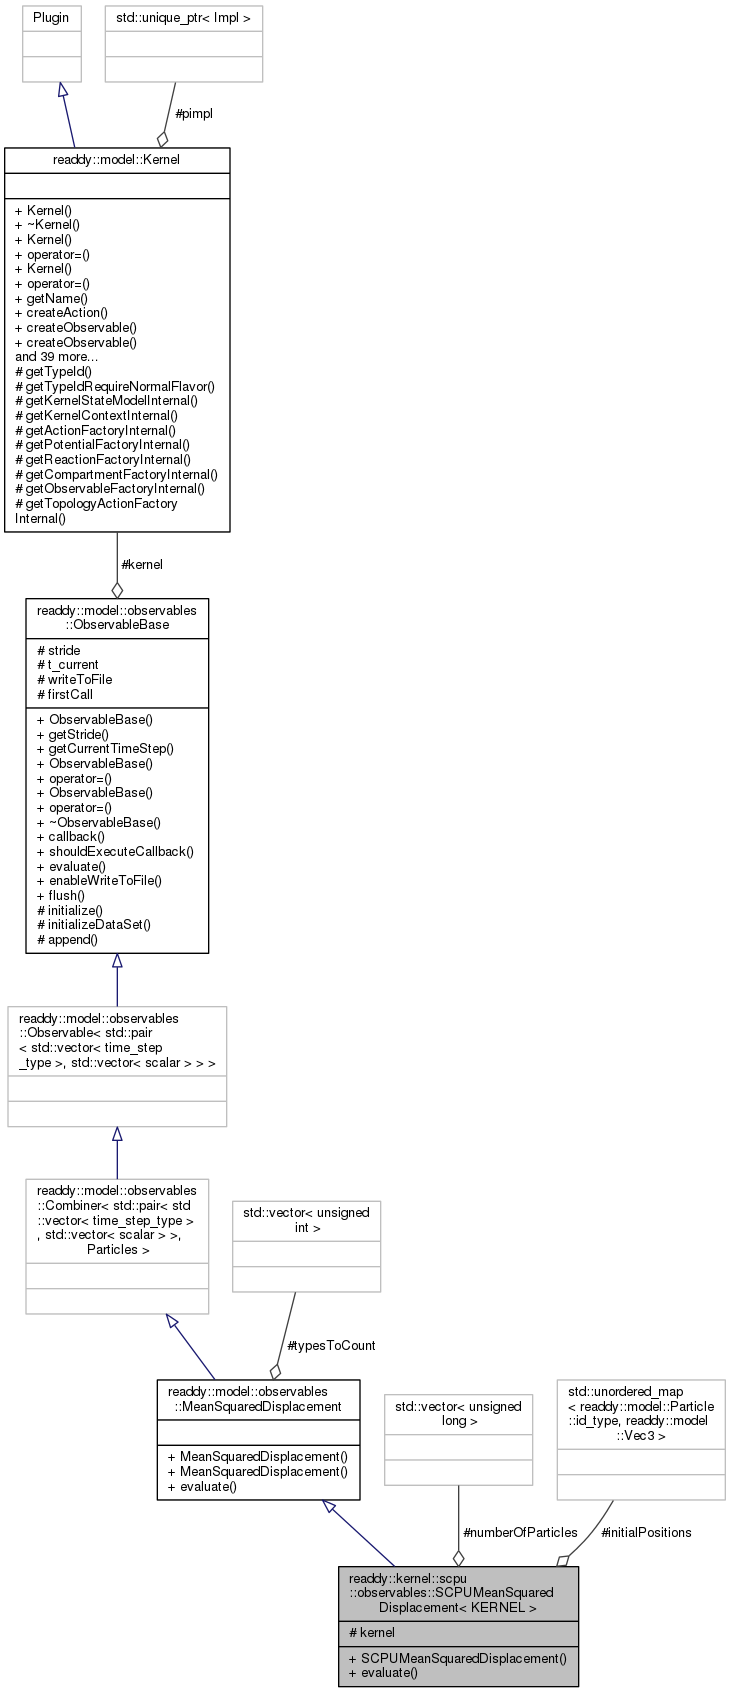 Plugin
std::unique_ptr< Impl >
#pimpl
readdy::model::Kernel
+ Kernel()
+ ~Kernel()
+ Kernel()
+ operator=()
+ Kernel()
+ operator=()
+ getName()
+ createAction()
+ createObservable()
+ createObservable()
and 39 more...
# getTypeId()
# getTypeIdRequireNormalFlavor()
# getKernelStateModelInternal()
# getKernelContextInternal()
# getActionFactoryInternal()
# getPotentialFactoryInternal()
# getReactionFactoryInternal()
# getCompartmentFactoryInternal()
# getObservableFactoryInternal()
# getTopologyActionFactory
Internal()
#kernel
readdy::model::observables
::ObservableBase
# stride
# t_current
# writeToFile
# firstCall
+ ObservableBase()
+ getStride()
+ getCurrentTimeStep()
+ ObservableBase()
+ operator=()
+ ObservableBase()
+ operator=()
+ ~ObservableBase()
+ callback()
+ shouldExecuteCallback()
+ evaluate()
+ enableWriteToFile()
+ flush()
# initialize()
# initializeDataSet()
# append()
readdy::model::observables
::Observable< std::pair
< std::vector< time_step
_type >, std::vector< scalar > > >
readdy::model::observables
::Combiner< std::pair< std
::vector< time_step_type >
, std::vector< scalar > >,
Particles >
std::vector< unsigned
int >
#typesToCount
readdy::model::observables
::MeanSquaredDisplacement
+ MeanSquaredDisplacement()
+ MeanSquaredDisplacement()
+ evaluate()
std::vector< unsigned
long >
#numberOfParticles
std::unordered_map
< readdy::model::Particle
::id_type, readdy::model
::Vec3 >
#initialPositions
readdy::kernel::scpu
::observables::SCPUMeanSquared
Displacement< KERNEL >
# kernel
+ SCPUMeanSquaredDisplacement()
+ evaluate()